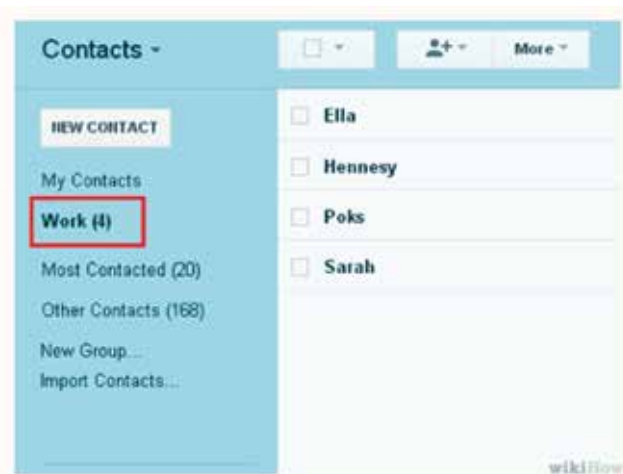 Contacts
More
NEW CONTACT
My Contacts
Work (4)
Most Contacted (20)
Other Contacts (168)
New Group...
Import Contacts...
Ella
Hennesy
Poks
Sarah
wikiHow